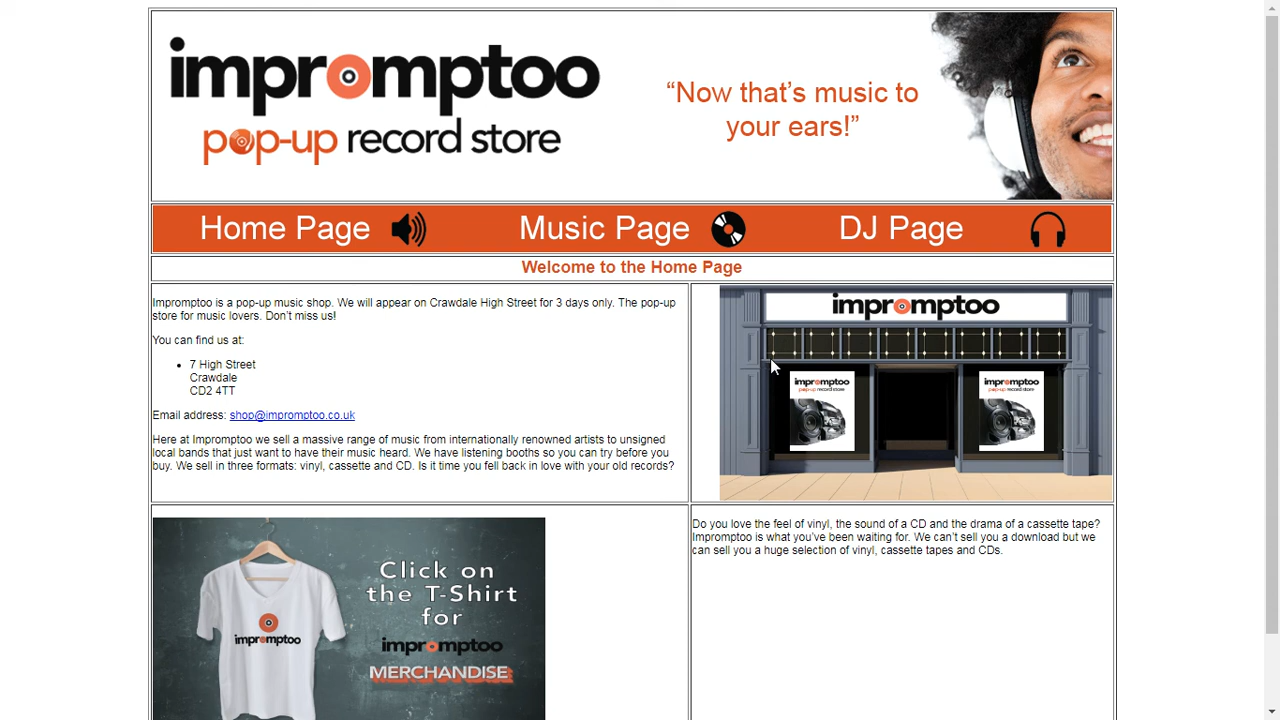 impromptoo
pop-up record store
“Now that’s music to
your ears!”
Home Page
Music Page
DJ Page
Welcome to the Home Page
Impromptoo is a pop-up music shop. We will appear on Crawdale High Street for 3 days only. The pop-up
store for music lovers. Don’t miss us!
You can find us at:
7 High Street
Crawdale
CD2 4TT
Email address: shop@impromptoo.co.uk
Here at Impromptoo we sell a massive range of music from internationally renowned artists to unsigned
local bands that just want to have their music heard. We have listening booths so you can try before you
buy. We sell in three formats: vinyl, cassette and CD. Is it time you fell back in love with your old records?
impromptoo
impromptoo
pop-up record store
impromptoo
pop-up record store
impromptoo
Click on
the T-Shirt
for
impromptoo
MERCHANDISE
Do you love the feel of vinyl, the sound of a CD and the drama of a cassette tape?
Impromptoo is what you’ve been waiting for. We can’t sell you a download but we
can sell you a huge selection of vinyl, cassette tapes and CDs.